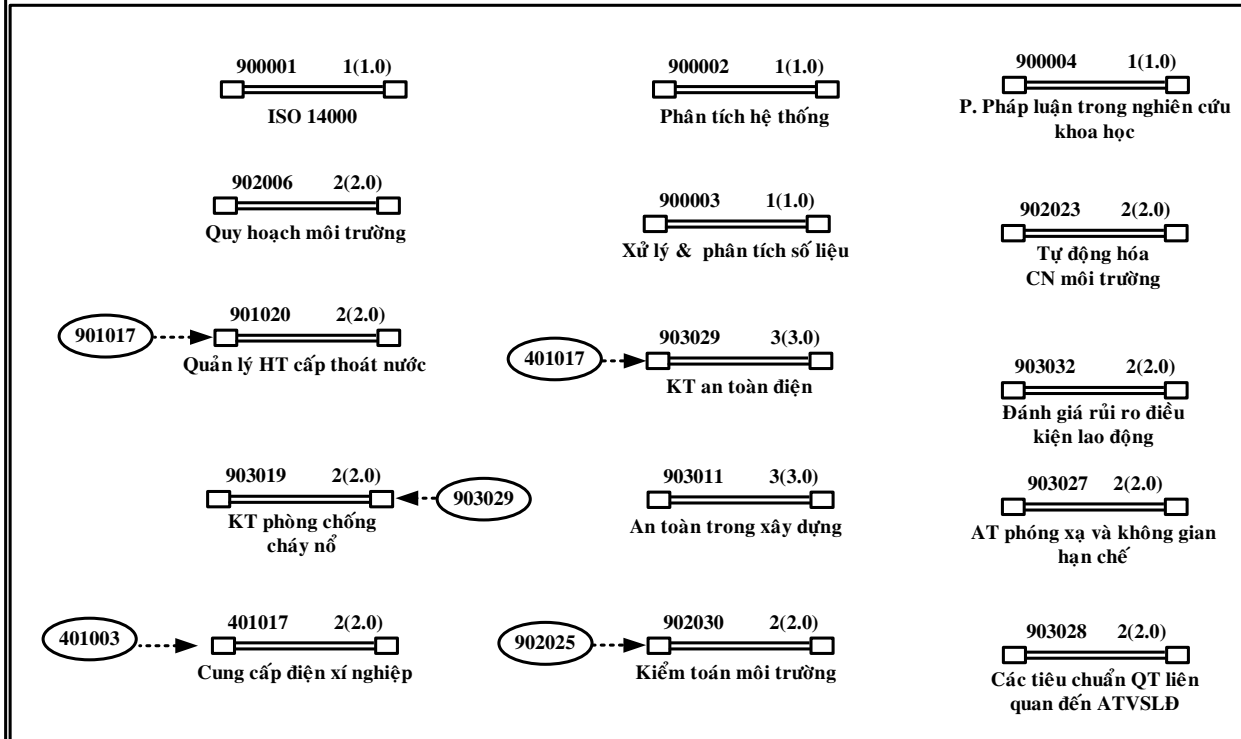 900001 1(1.0)
ISO 14000
900002 1(1.0)
Phân tích hệ thống
900004 1(1.0)
P. Pháp luận trong nghiên cứu
khoa học
902006 2(2.0)
Quy hoạch môi trường
900003 1(1.0)
Xử lý & phân tích số liệu
902023 2(2.0)
Tự động hóa
CN môi trường
901017
901020 2(2.0)
Quản lý HT cấp thoát nước
401017
903029 3(3.0)
KT an toàn điện
903032 2(2.0)
Đánh giá rủi ro điều
kiện lao động
903019 2(2.0)
KT phòng chống
cháy nổ
903029
903011 3(3.0)
An toàn trong xây dựng
903027 2(2.0)
AT phóng xạ và không gian
hạn chế
401003
401017 2(2.0)
Cung cấp điện xí nghiệp
902025
902030 2(2.0)
Kiểm toán môi trường
903028 2(2.0)
Các tiêu chuẩn QT liên
quan đến ATVSLĐ